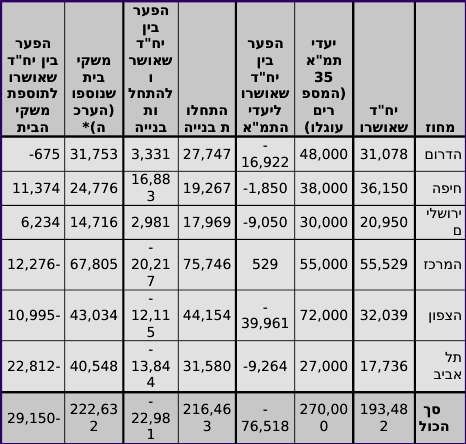 מחוז יח"ד שאושרו יעדי תמ"א 35 (המספרים עוגלו) הפער בין יח"ד שאושרו ליעדי התמ"א התחלות בנייה הפער בין יח"ד שאושרו להתחלות בנייה משקי בית שנוספו (הערכה)* הפער בין יח"ד שאושרו לתוספת משקי הבית
הדרום 31,078 48,000 -16,922 27,747 3,331 31,753 -675
חיפה 36,150 38,000 -1,850 19,267 16,883 24,776 11,374
ירושלים 20,950 30,000 -9,050 17,969 2,981 14,716 6,234
המרכז 55,529 55,000 529 75,746 -20,217 67,805 12,276-
הצפון 32,039 72,000 -39,961 44,154 -12,115 43,034 10,995-
תל אביב 17,736 27,000 -9,264 31,580 -13,844 40,548 22,812-
סך הכול 193,482 270,000 -76,518 216,463 -22,981 222,632 29,150-